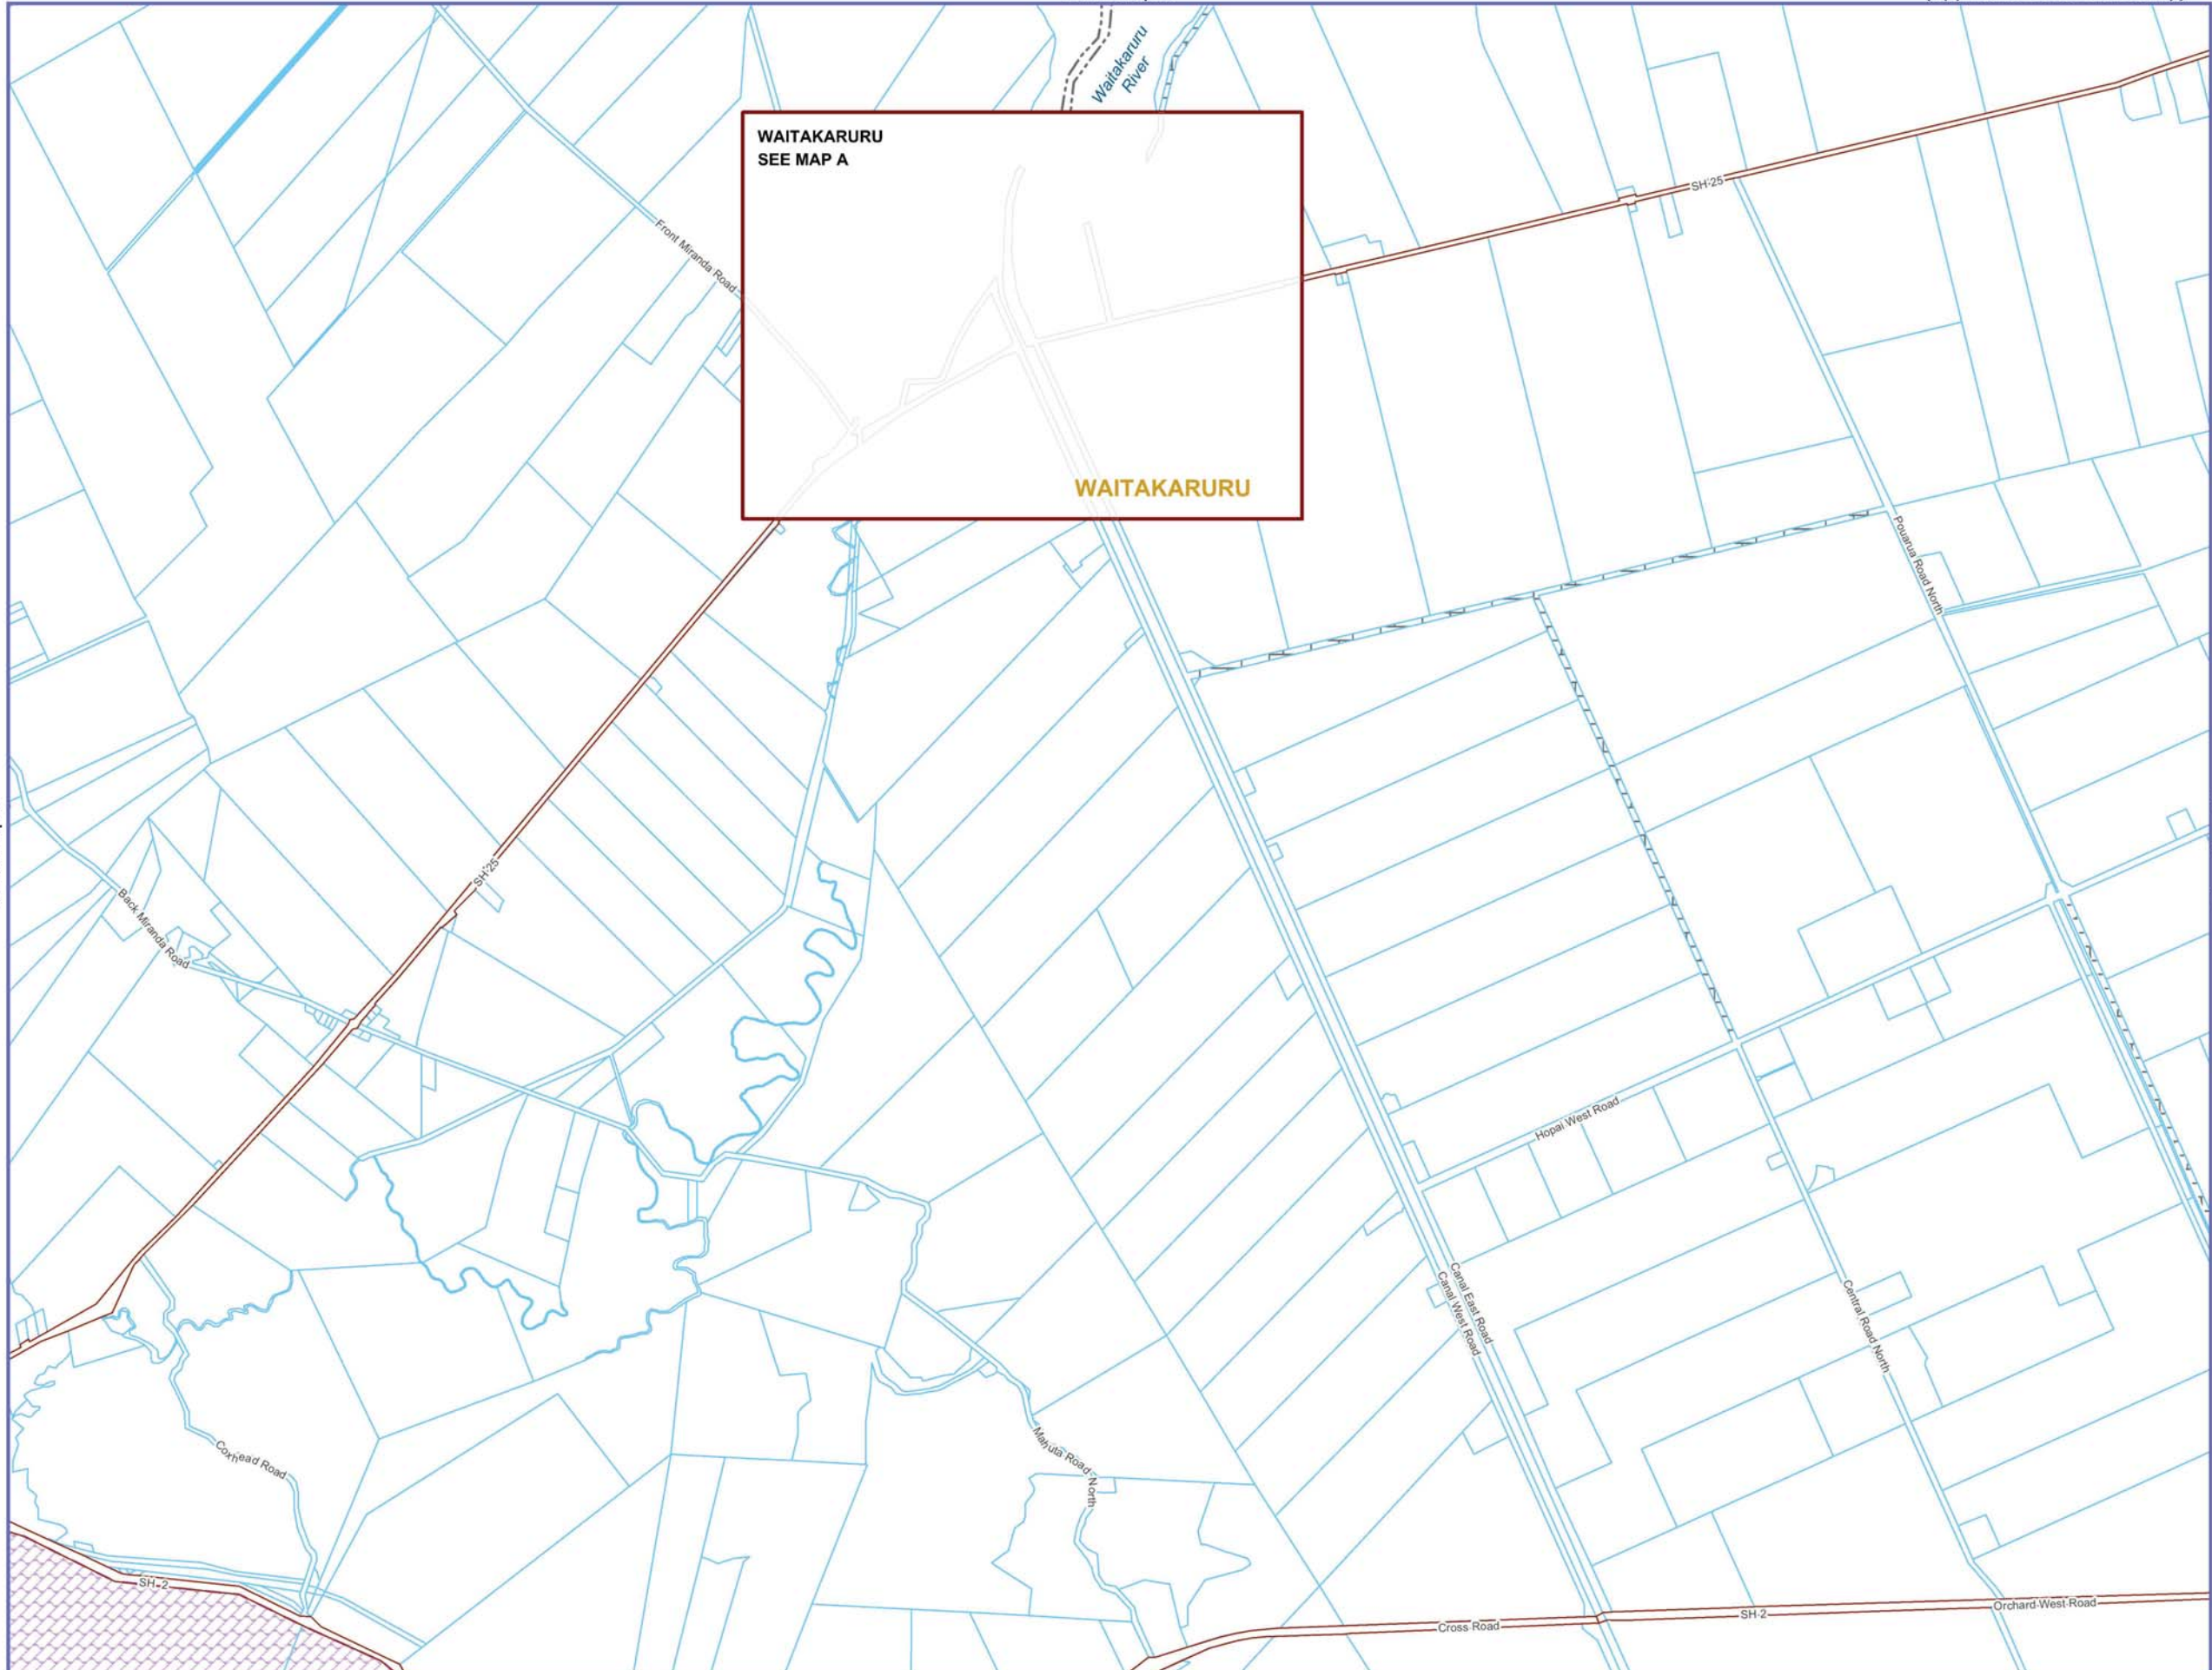 Waitakaruru
River
WAITAKARURU
SEE MAP A
SH-25
Front Miranda Road
WAITAKARURU
Pouarua Road North
SH-25
Back Miranda Road
Hopai West Road
Canal East Road
Canal West Road
Central Road North
Coxhead Road
Mahuta Road North
SH-2
Cross Road
SH-2
Orchard West Road